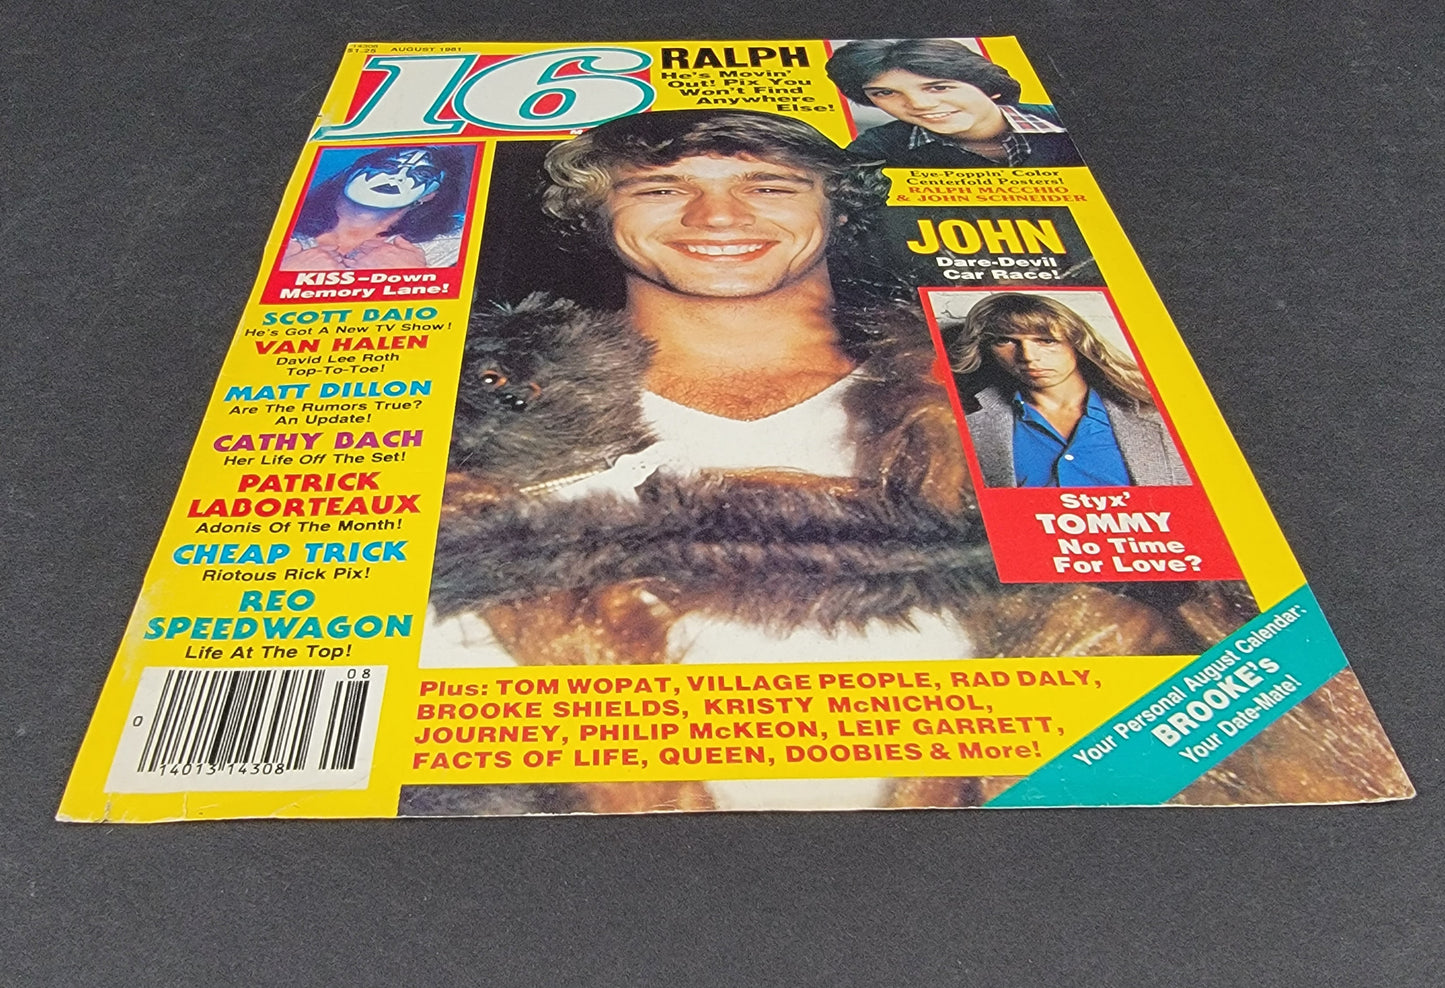 14308
$1.25 AUGUST 1981
16
RALPH
He's Movin'
Out! Pix You
Won't Find
Anywhere
Else!
Eye-Poppin' Color
Centerfold Posters!
RALPH MACCHIO
& JOHN SCHNEIDER
JOHN
Dare-Devil
Car Race!
KISS-Down
Memory Lane!
SCOTT BAIO
He's Got A New TV Show!
VAN HALEN
David Lee Roth
Top-To-Toe!
MATT DILLON
Are The Rumors True?
An Update!
CATHY BACH
Her Life Off The Set!
PATRICK
LABORTEAUX
Adonis Of The Month!
CHEAP TRICK
Riotous Rick Pix!
REO
SPEEDWAGON
Life At The Top!
Styx'
TOMMY
No Time
For Love?
Plus: TOM WOPAT, VILLAGE PEOPLE, RAD DALY,
BROOKE SHIELDS, KRISTY McNICHOL,
JOURNEY, PHILIP McKEON, LEIF GARRETT,
FACTS OF LIFE, QUEEN, DOOBIES & More!
Your Personal August Calendar:
BROOKE's
Your Date-Mate!
08
0
14013 14308